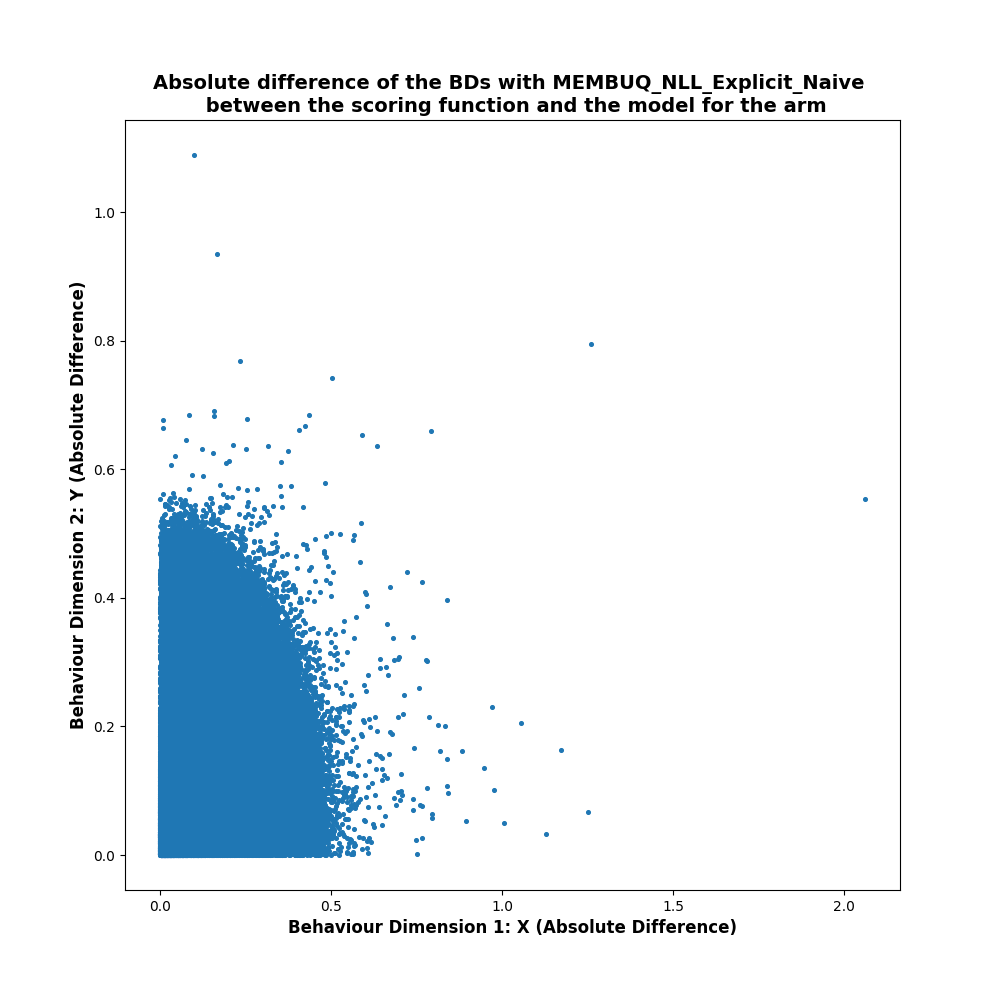 Absolute difference of the BDs with MEMBUQ_NLL_Explicit_Naive
between the scoring function and the model for the arm
1.0
0.8
0.6
0.4
0.2
0.0
Behaviour Dimension 2: Y (Absolute Difference)
0.0 0.5 1.0 1.5 2.0
Behaviour Dimension 1: X (Absolute Difference)